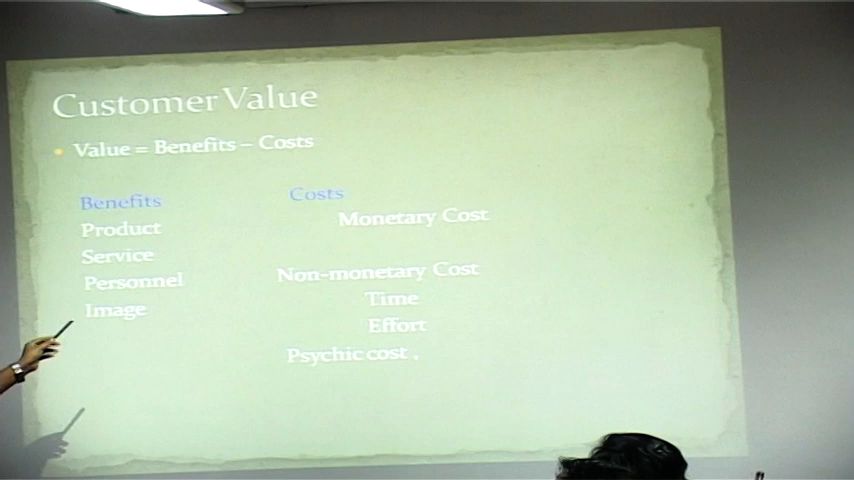 Customer Value
Value = Benefits – Costs
Benefits
Product
Service
Personnel
Image
Costs
Monetary Cost
Non-monetary Cost
Time
Effort
Psychic cost .